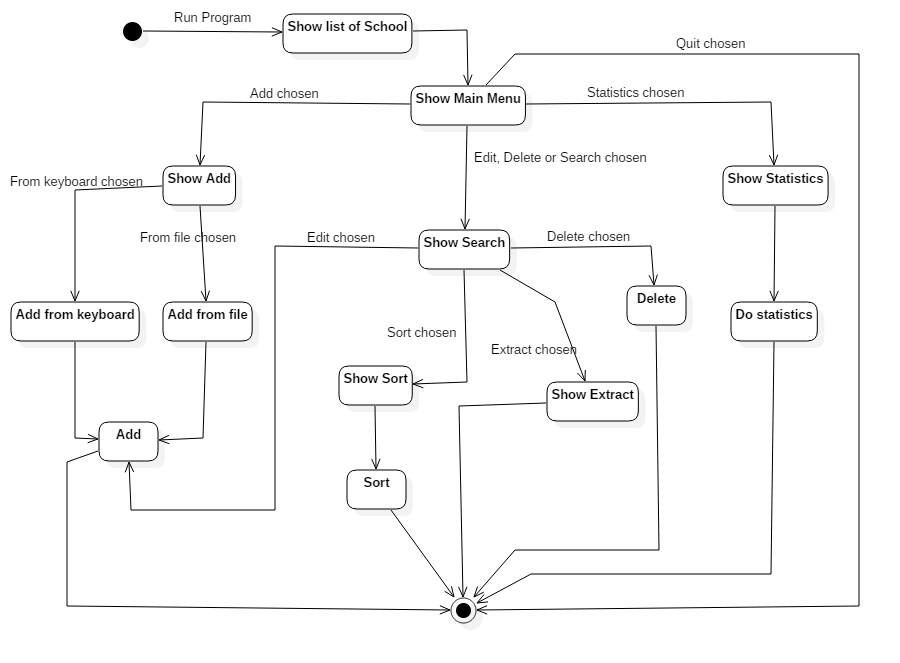 Run Program
Show list of School
Quit chosen
Add chosen
Show Main Menu
Statistics chosen
Edit, Delete or Search chosen
From keyboard chosen
Show Add
Show Statistics
From file chosen
Edit chosen
Show Search
Delete chosen
Add from keyboard
Add from file
Delete
Do statistics
Sort chosen
Extract chosen
Show Sort
Show Extract
Add
Sort